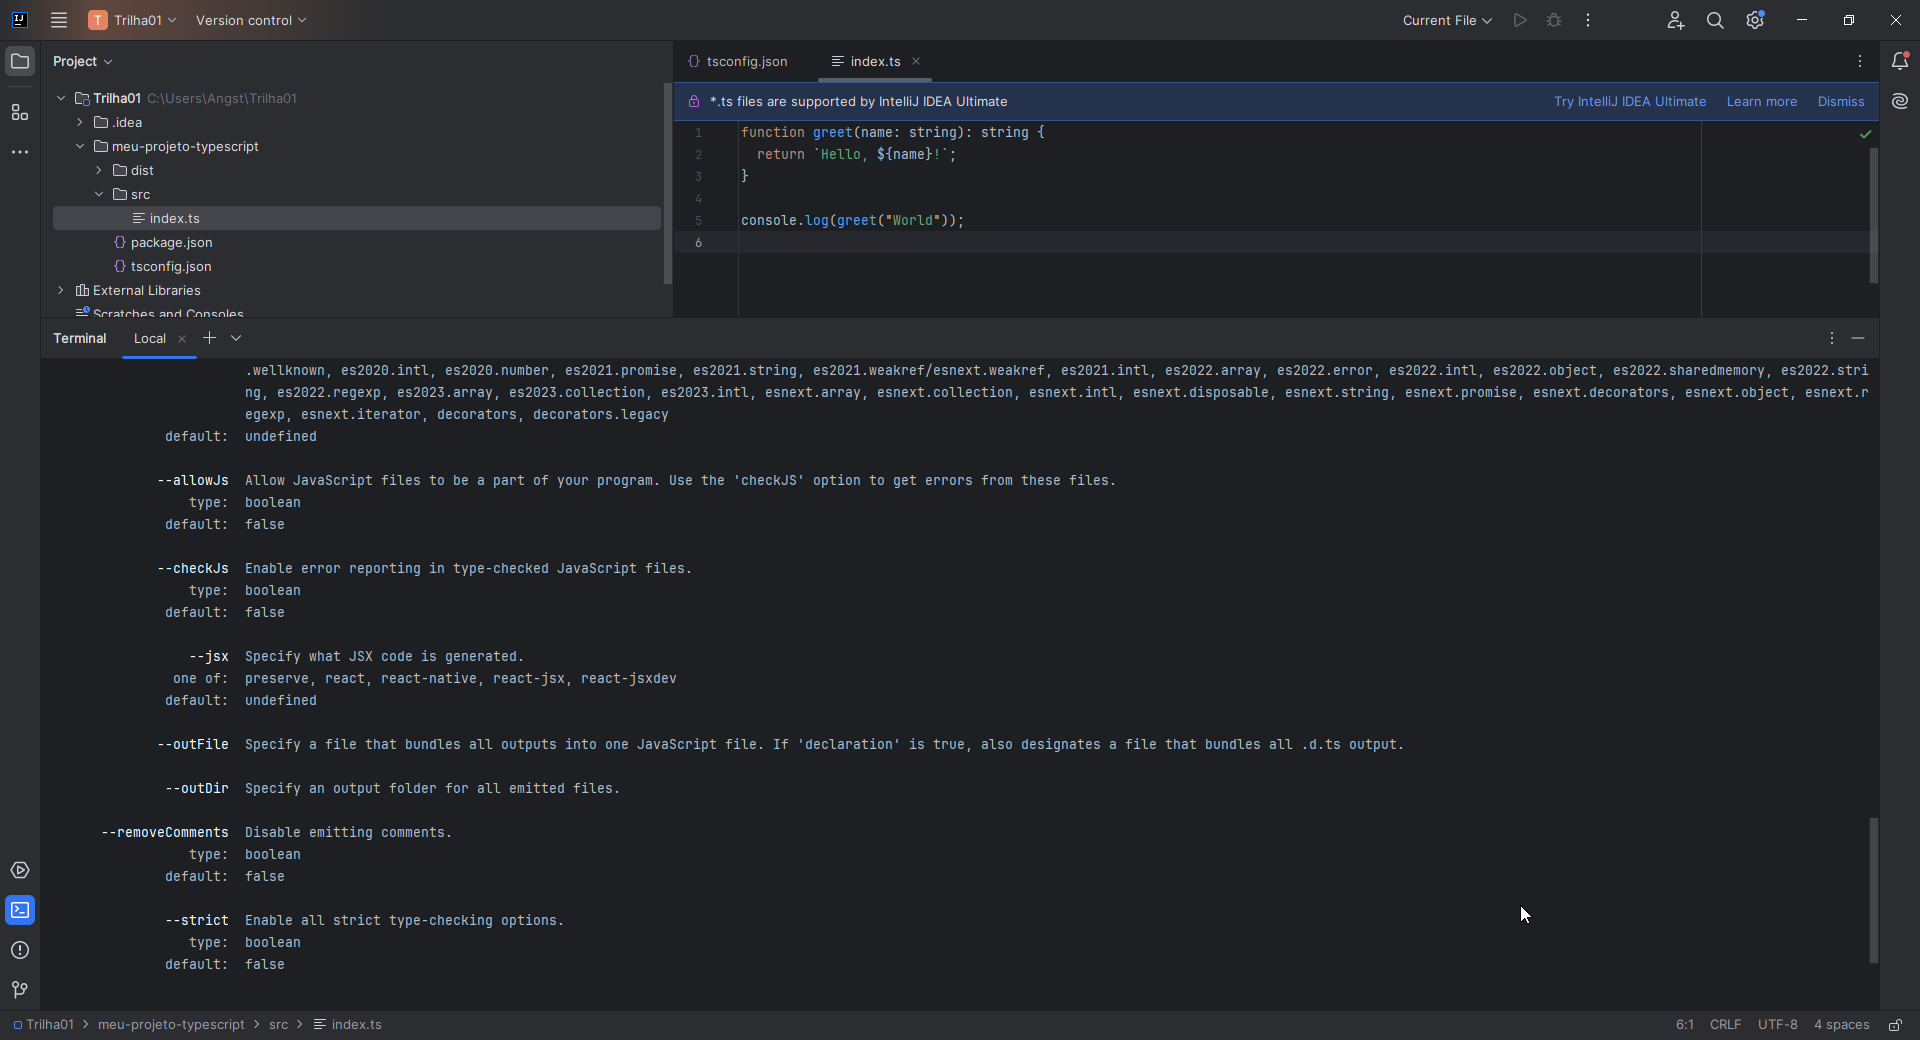 T Trilha01 Version control Current File
Project
tsconfig.json index.ts
*.ts files are supported by IntelliJ IDEA Ultimate Try IntelliJ IDEA Ultimate Learn more Dismiss
Trilha01 C:\Users\Angst\Trilha01
.idea
meu-projeto-typescript
dist
src
index.ts
package.json
tsconfig.json
External Libraries
Scratches and Consoles
1 function greet(name: string): string {
2 return `Hello, ${name}!`;
3 }
4
5 console.log(greet("World"));
6
Terminal Local
.wellknown, es2020.intl, es2020.number, es2021.promise, es2021.string, es2021.weakref/esnext.weakref, es2021.intl, es2022.array, es2022.error, es2022.intl, es2022.object, es2022.sharedmemory, es2022.stri
ng, es2022.regexp, es2023.array, es2023.collection, es2023.intl, esnext.array, esnext.collection, esnext.intl, esnext.disposable, esnext.string, esnext.promise, esnext.decorators, esnext.object, esnext.r
egexp, esnext.iterator, decorators, decorators.legacy
default: undefined
--allowJs Allow JavaScript files to be a part of your program. Use the 'checkJS' option to get errors from these files.
type: boolean
default: false
--checkJs Enable error reporting in type-checked JavaScript files.
type: boolean
default: false
--jsx Specify what JSX code is generated.
one of: preserve, react, react-native, react-jsx, react-jsxdev
default: undefined
--outFile Specify a file that bundles all outputs into one JavaScript file. If 'declaration' is true, also designates a file that bundles all .d.ts output.
--outDir Specify an output folder for all emitted files.
--removeComments Disable emitting comments.
type: boolean
default: false
--strict Enable all strict type-checking options.
type: boolean
default: false
Trilha01 > meu-projeto-typescript > src > index.ts 6:1 CRLF UTF-8 4 spaces